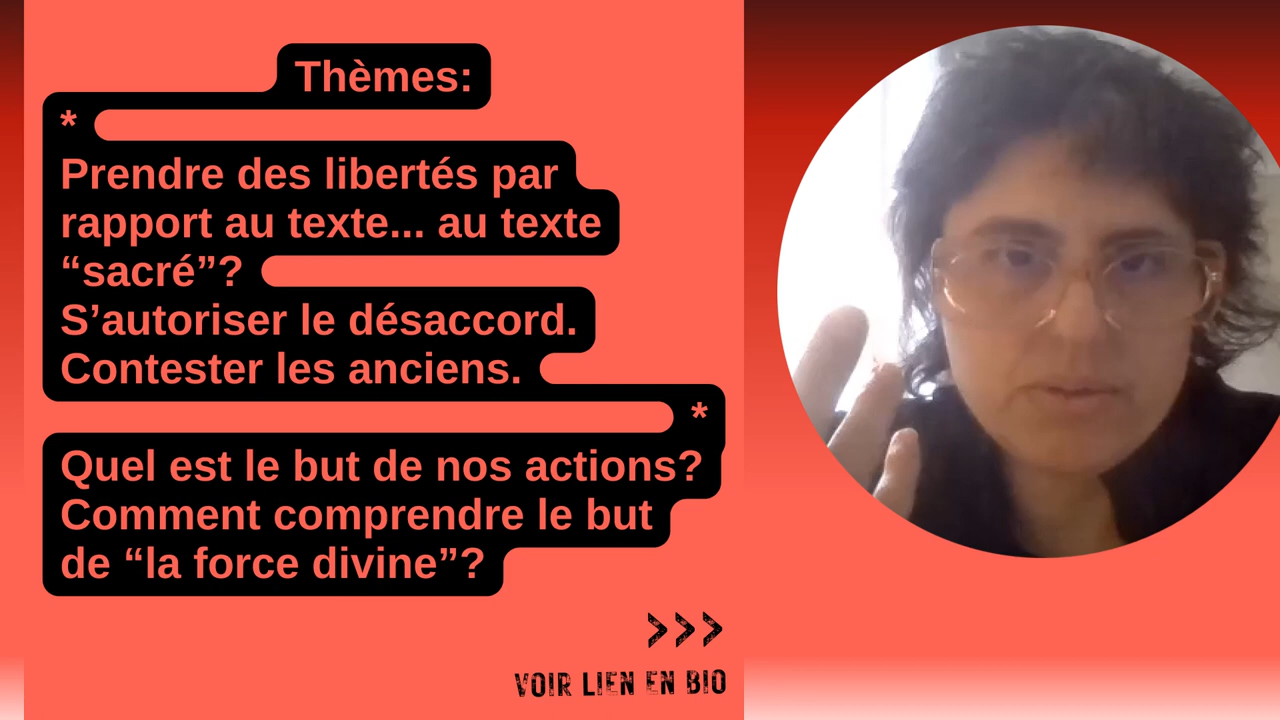 Thèmes:
*
Prendre des libertés par
rapport au texte... au texte
“sacré”?
S’autoriser le désaccord.
Contester les anciens.
*
Quel est le but de nos actions?
Comment comprendre le but
de “la force divine”?
>>>
VOIR LIEN EN BIO